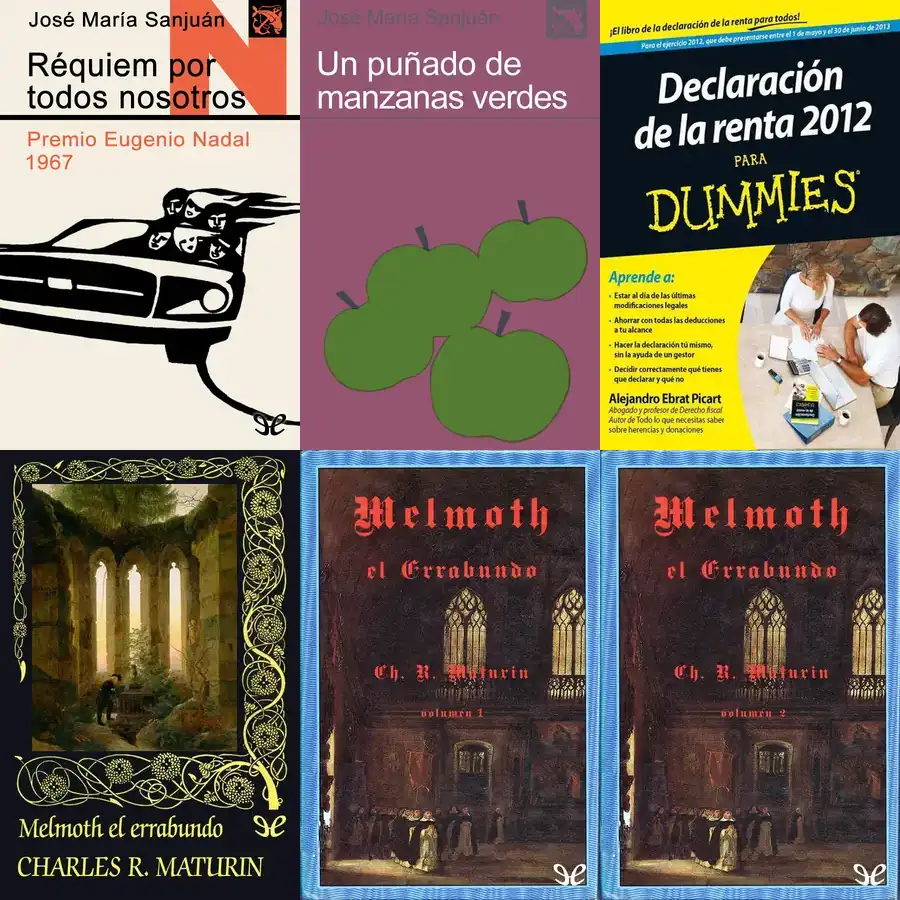 José María Sanjuán
Réquiem por
todos nosotros
Premio Eugenio Nadal
1967
José María Sanjuán
Un puñado de
manzanas verdes
¡El libro de la declaración de la renta para todos!
Para el ejercicio 2012, que debe presentarse entre el 1 de mayo y el 30 de junio de 2013
Declaración
de la renta 2012
PARA
DUMMIES
Aprende a:
• Estar al día de las últimas
modificaciones legales
• Ahorrar con todas las deducciones
a tu alcance
• Hacer la declaración tú mismo,
sin la ayuda de un gestor
• Decidir correctamente qué tienes
que declarar y qué no
Alejandro Ebrat Picart
Abogado y profesor de Derecho fiscal
Autor de Todo lo que necesitas saber
sobre herencias y donaciones
Melmoth el errabundo
CHARLES R. MATURIN
Melmoth
el Errabundo
Ch. R. Maturin
volumen 1
Melmoth
el Errabundo
Ch. R. Maturin
volumen 2